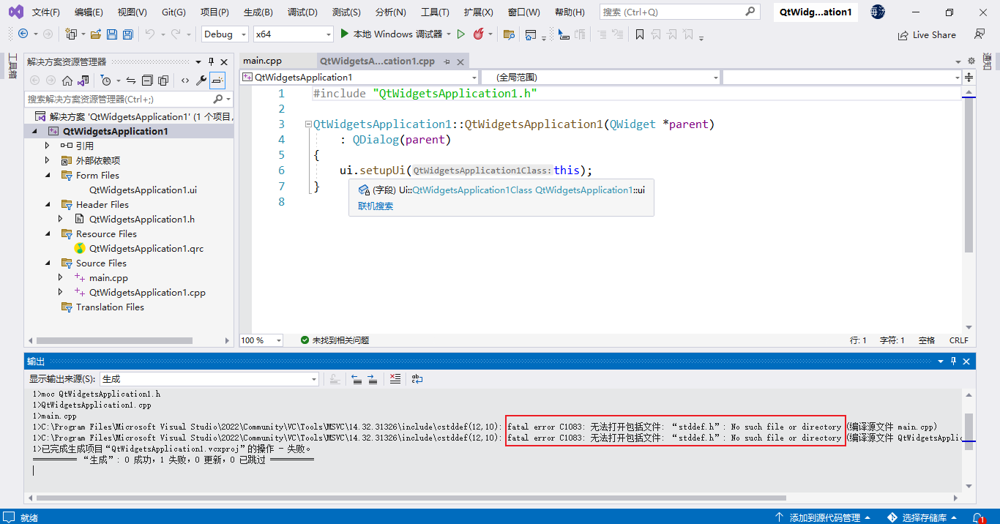 文件(F) 编辑(E) 视图(V) Git(G) 项目(P) 生成(B) 调试(D) 测试(S) 分析(N) 工具(T) 扩展(X) 窗口(W) 帮助(H) 搜索 (Ctrl+Q) QtWidg...ation1
Debug x64 本地 Windows 调试器 Live Share
工具箱
解决方案资源管理器
搜索解决方案资源管理器(Ctrl+;)
解决方案 'QtWidgetsApplication1' (1 个项目,
QtWidgetsApplication1
引用
外部依赖项
Form Files
QtWidgetsApplication1.ui
Header Files
QtWidgetsApplication1.h
Resource Files
QtWidgetsApplication1.qrc
Source Files
main.cpp
QtWidgetsApplication1.cpp
Translation Files
main.cpp QtWidgetsA...cation1.cpp
QtWidgetsApplication1 (全局范围)
1 #include "QtWidgetsApplication1.h"
2
3 QtWidgetsApplication1::QtWidgetsApplication1(QWidget *parent)
4 : QDialog(parent)
5 {
6 ui.setupUi(QtWidgetsApplication1Class:this);
7 }
8
(字段) Ui::QtWidgetsApplication1Class QtWidgetsApplication1::ui
联机搜索
100 % 未找到相关问题 行: 1 字符: 1 空格 CRLF
通知
输出
显示输出来源(S): 生成
1>moc QtWidgetsApplication1.h
1>QtWidgetsApplication1.cpp
1>main.cpp
1>C:\Program Files\Microsoft Visual Studio\2022\Community\VC\Tools\MSVC\14.32.31326\include\cstddef(12,10): fatal error C1083: 无法打开包括文件: “stddef.h”: No such file or directory (编译源文件 main.cpp)
1>C:\Program Files\Microsoft Visual Studio\2022\Community\VC\Tools\MSVC\14.32.31326\include\cstddef(12,10): fatal error C1083: 无法打开包括文件: “stddef.h”: No such file or directory (编译源文件 QtWidgetsApplic
1>已完成生成项目“QtWidgetsApplication1.vcxproj”的操作 - 失败。
========== “生成”: 0 成功，1 失败，0 更新，0 已跳过 ==========
就绪 添加到源代码管理 选择存储库 1